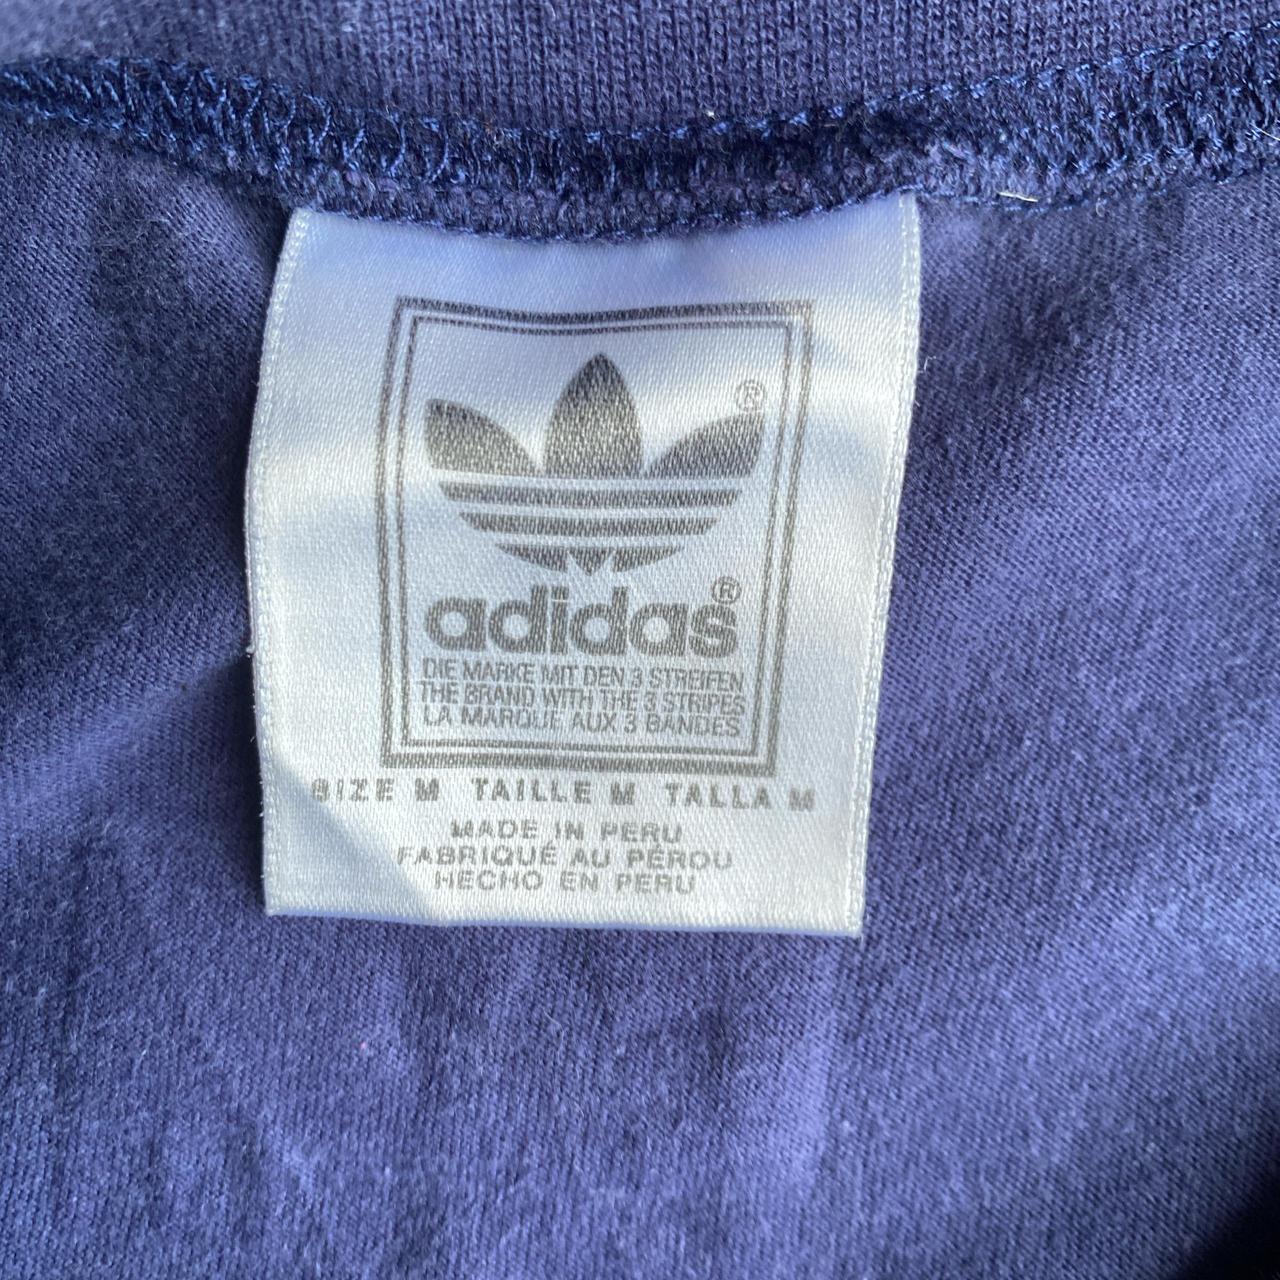 ®
adidas®
DIE MARKE MIT DEN 3 STREIFEN
THE BRAND WITH THE 3 STRIPES
LA MARQUE AUX 3 BANDES
SIZE M TAILLE M TALLA M
MADE IN PERU
FABRIQUÉ AU PÉROU
HECHO EN PERU